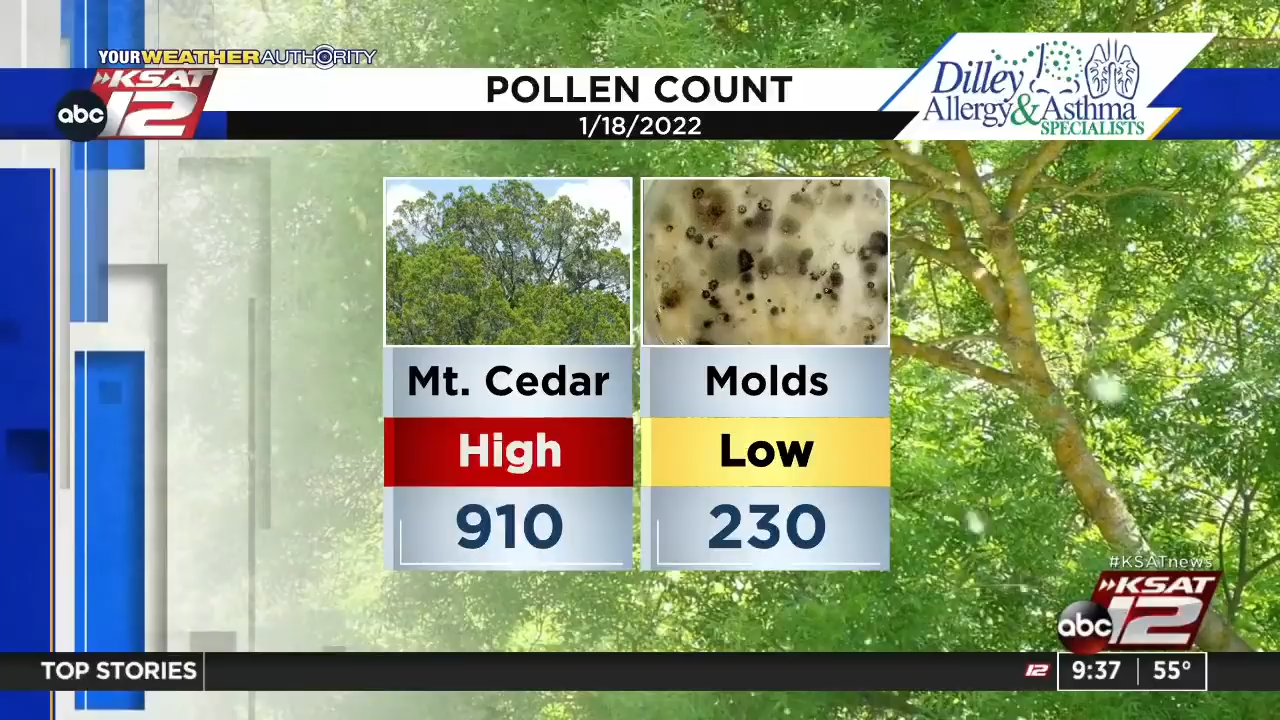 YOURWEATHERAUTHORITY
KSAT
abc 12
POLLEN COUNT
1/18/2022
Dilley
Allergy&Asthma
SPECIALISTS
Mt. Cedar
Molds
High
Low
910
230
#KSATnews
KSAT
abc 12
TOP STORIES
12 9:37 55°